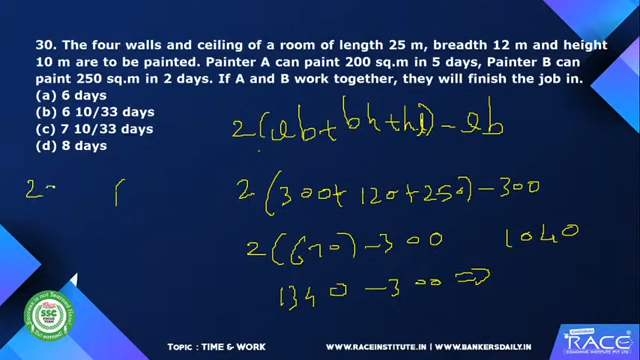 30. The four walls and ceiling of a room of length 25 m, breadth 12 m and height
10 m are to be painted. Painter A can paint 200 sq.m in 5 days, Painter B can
paint 250 sq.m in 2 days. If A and B work together, they will finish the job in.
(a) 6 days
(b) 6 10/33 days
(c) 7 10/33 days
(d) 8 days
2(lb+bh+hl)-lb
2(300+120+250)-300
2(670)-300
1040
1340-300⇒
2
SSC
TOPIC : TIME & WORK
WWW.RACEINSTITUTE.IN | WWW.BANKERSDAILY.IN
RACE